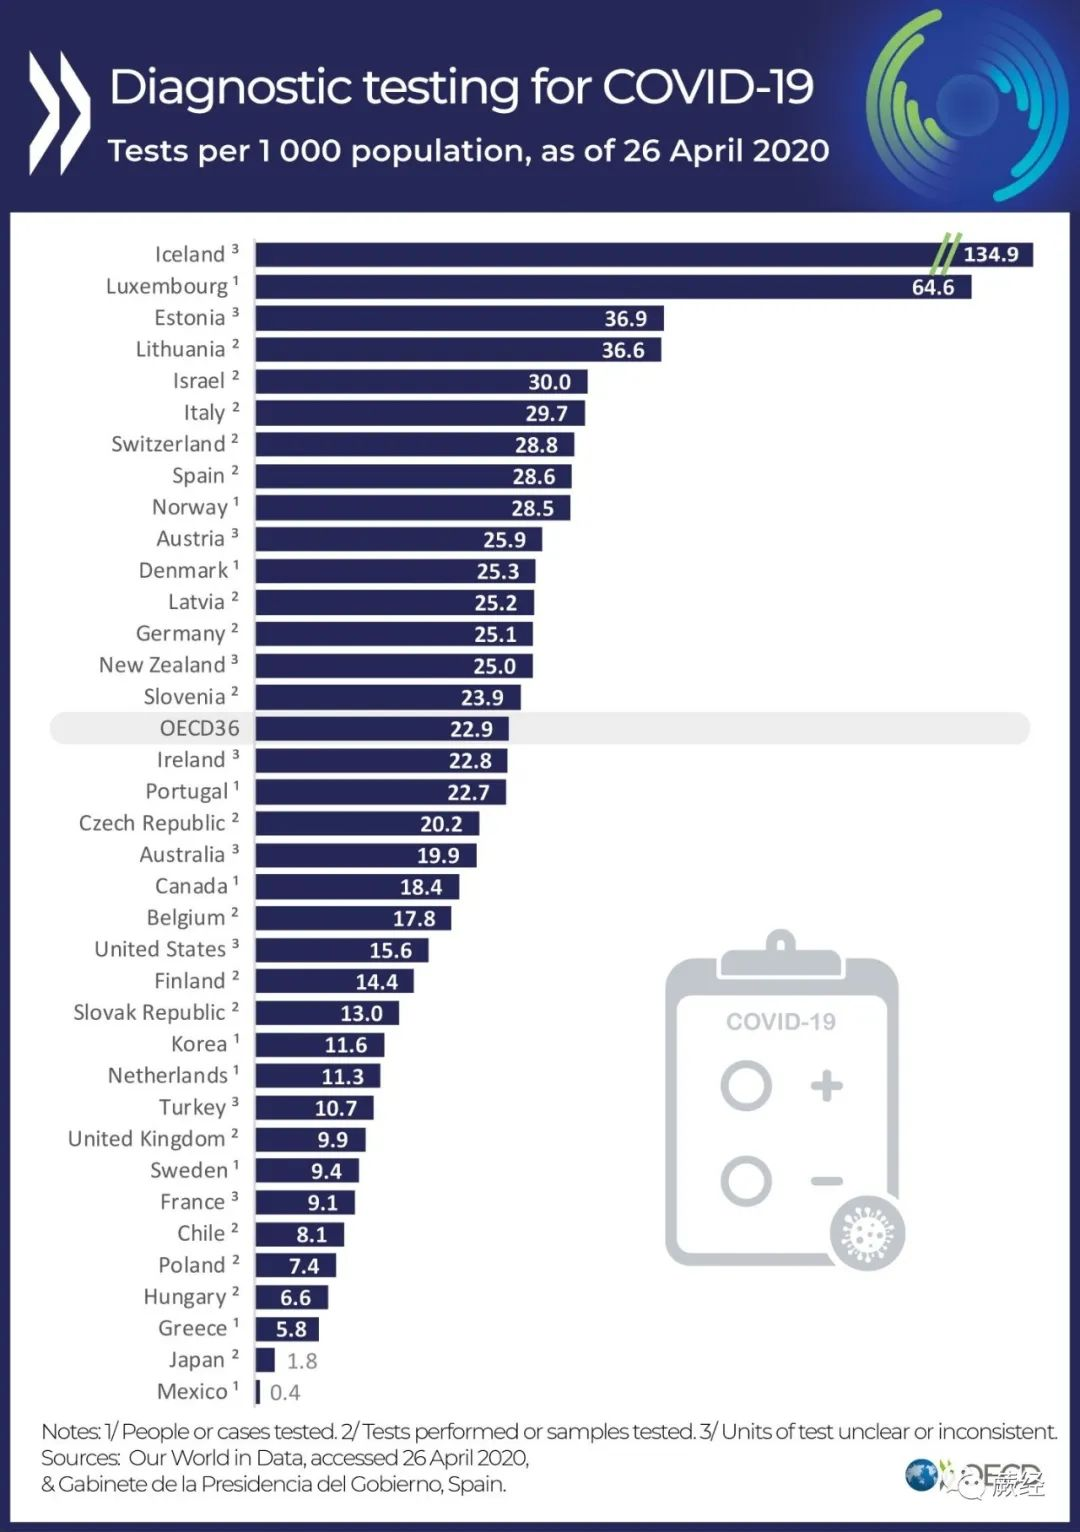 Diagnostic testing for COVID-19
Tests per 1 000 population, as of 26 April 2020
Iceland ³ 134.9
Luxembourg ¹ 64.6
Estonia ³ 36.9
Lithuania ² 36.6
Israel ² 30.0
Italy ² 29.7
Switzerland ² 28.8
Spain ² 28.6
Norway ¹ 28.5
Austria ³ 25.9
Denmark ¹ 25.3
Latvia ² 25.2
Germany ² 25.1
New Zealand ³ 25.0
Slovenia ² 23.9
OECD36 22.9
Ireland ³ 22.8
Portugal ¹ 22.7
Czech Republic ² 20.2
Australia ³ 19.9
Canada ¹ 18.4
Belgium ² 17.8
United States ³ 15.6
Finland ² 14.4
Slovak Republic ² 13.0
Korea ¹ 11.6
Netherlands ¹ 11.3
Turkey ³ 10.7
United Kingdom ² 9.9
Sweden ¹ 9.4
France ³ 9.1
Chile ² 8.1
Poland ² 7.4
Hungary ² 6.6
Greece ¹ 5.8
Japan ² 1.8
Mexico ¹ 0.4
COVID-19
+
−
Notes: 1/ People or cases tested. 2/ Tests performed or samples tested. 3/ Units of test unclear or inconsistent.
Sources: Our World in Data, accessed 26 April 2020,
& Gabinete de la Presidencia del Gobierno, Spain.
OECD
蕨经